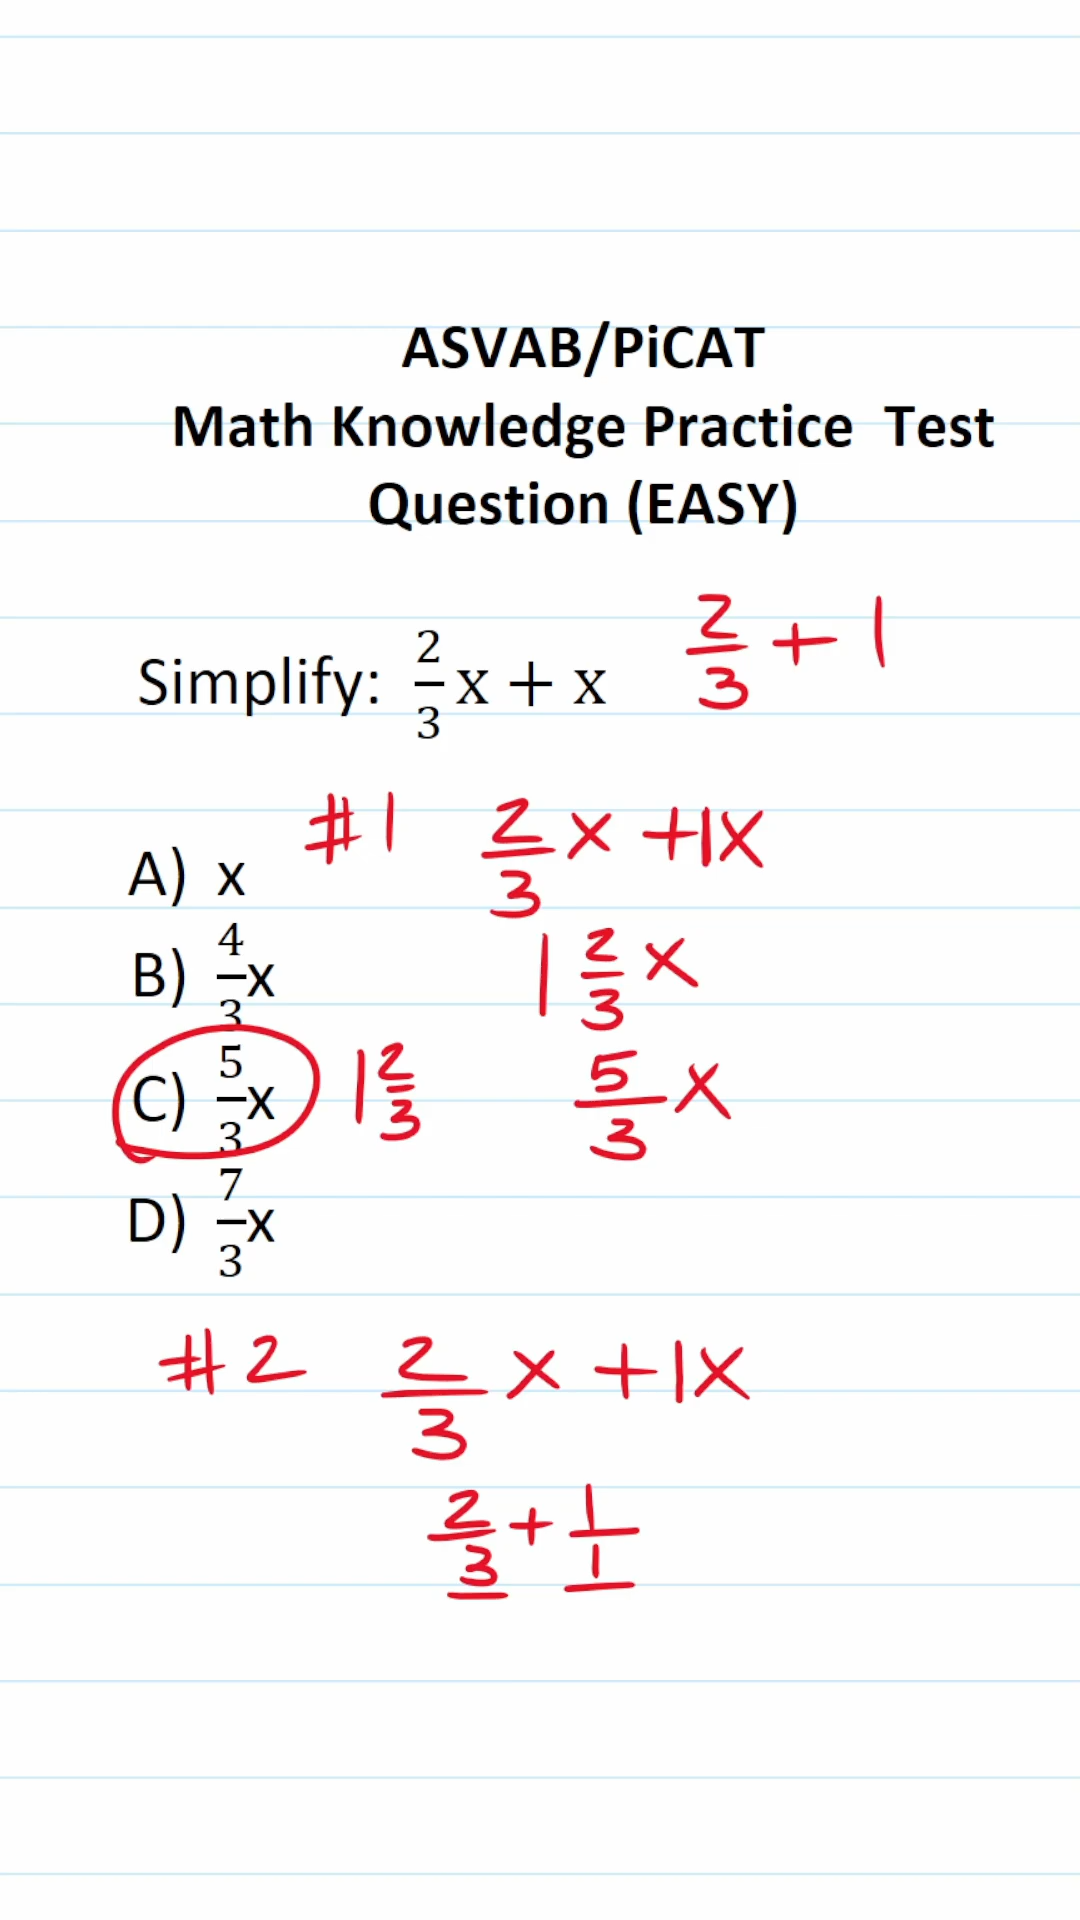 ASVAB/PiCAT
Math Knowledge Practice Test
Question (EASY)
Simplify: 2/3 x + x
2/3 + 1
#1 2/3 x + 1x
A) x
B) 4/3 x
1 2/3 x
C) 5/3 x
1 2/3
5/3 x
D) 7/3 x
#2 2/3 x + 1x
2/3 + 1/1